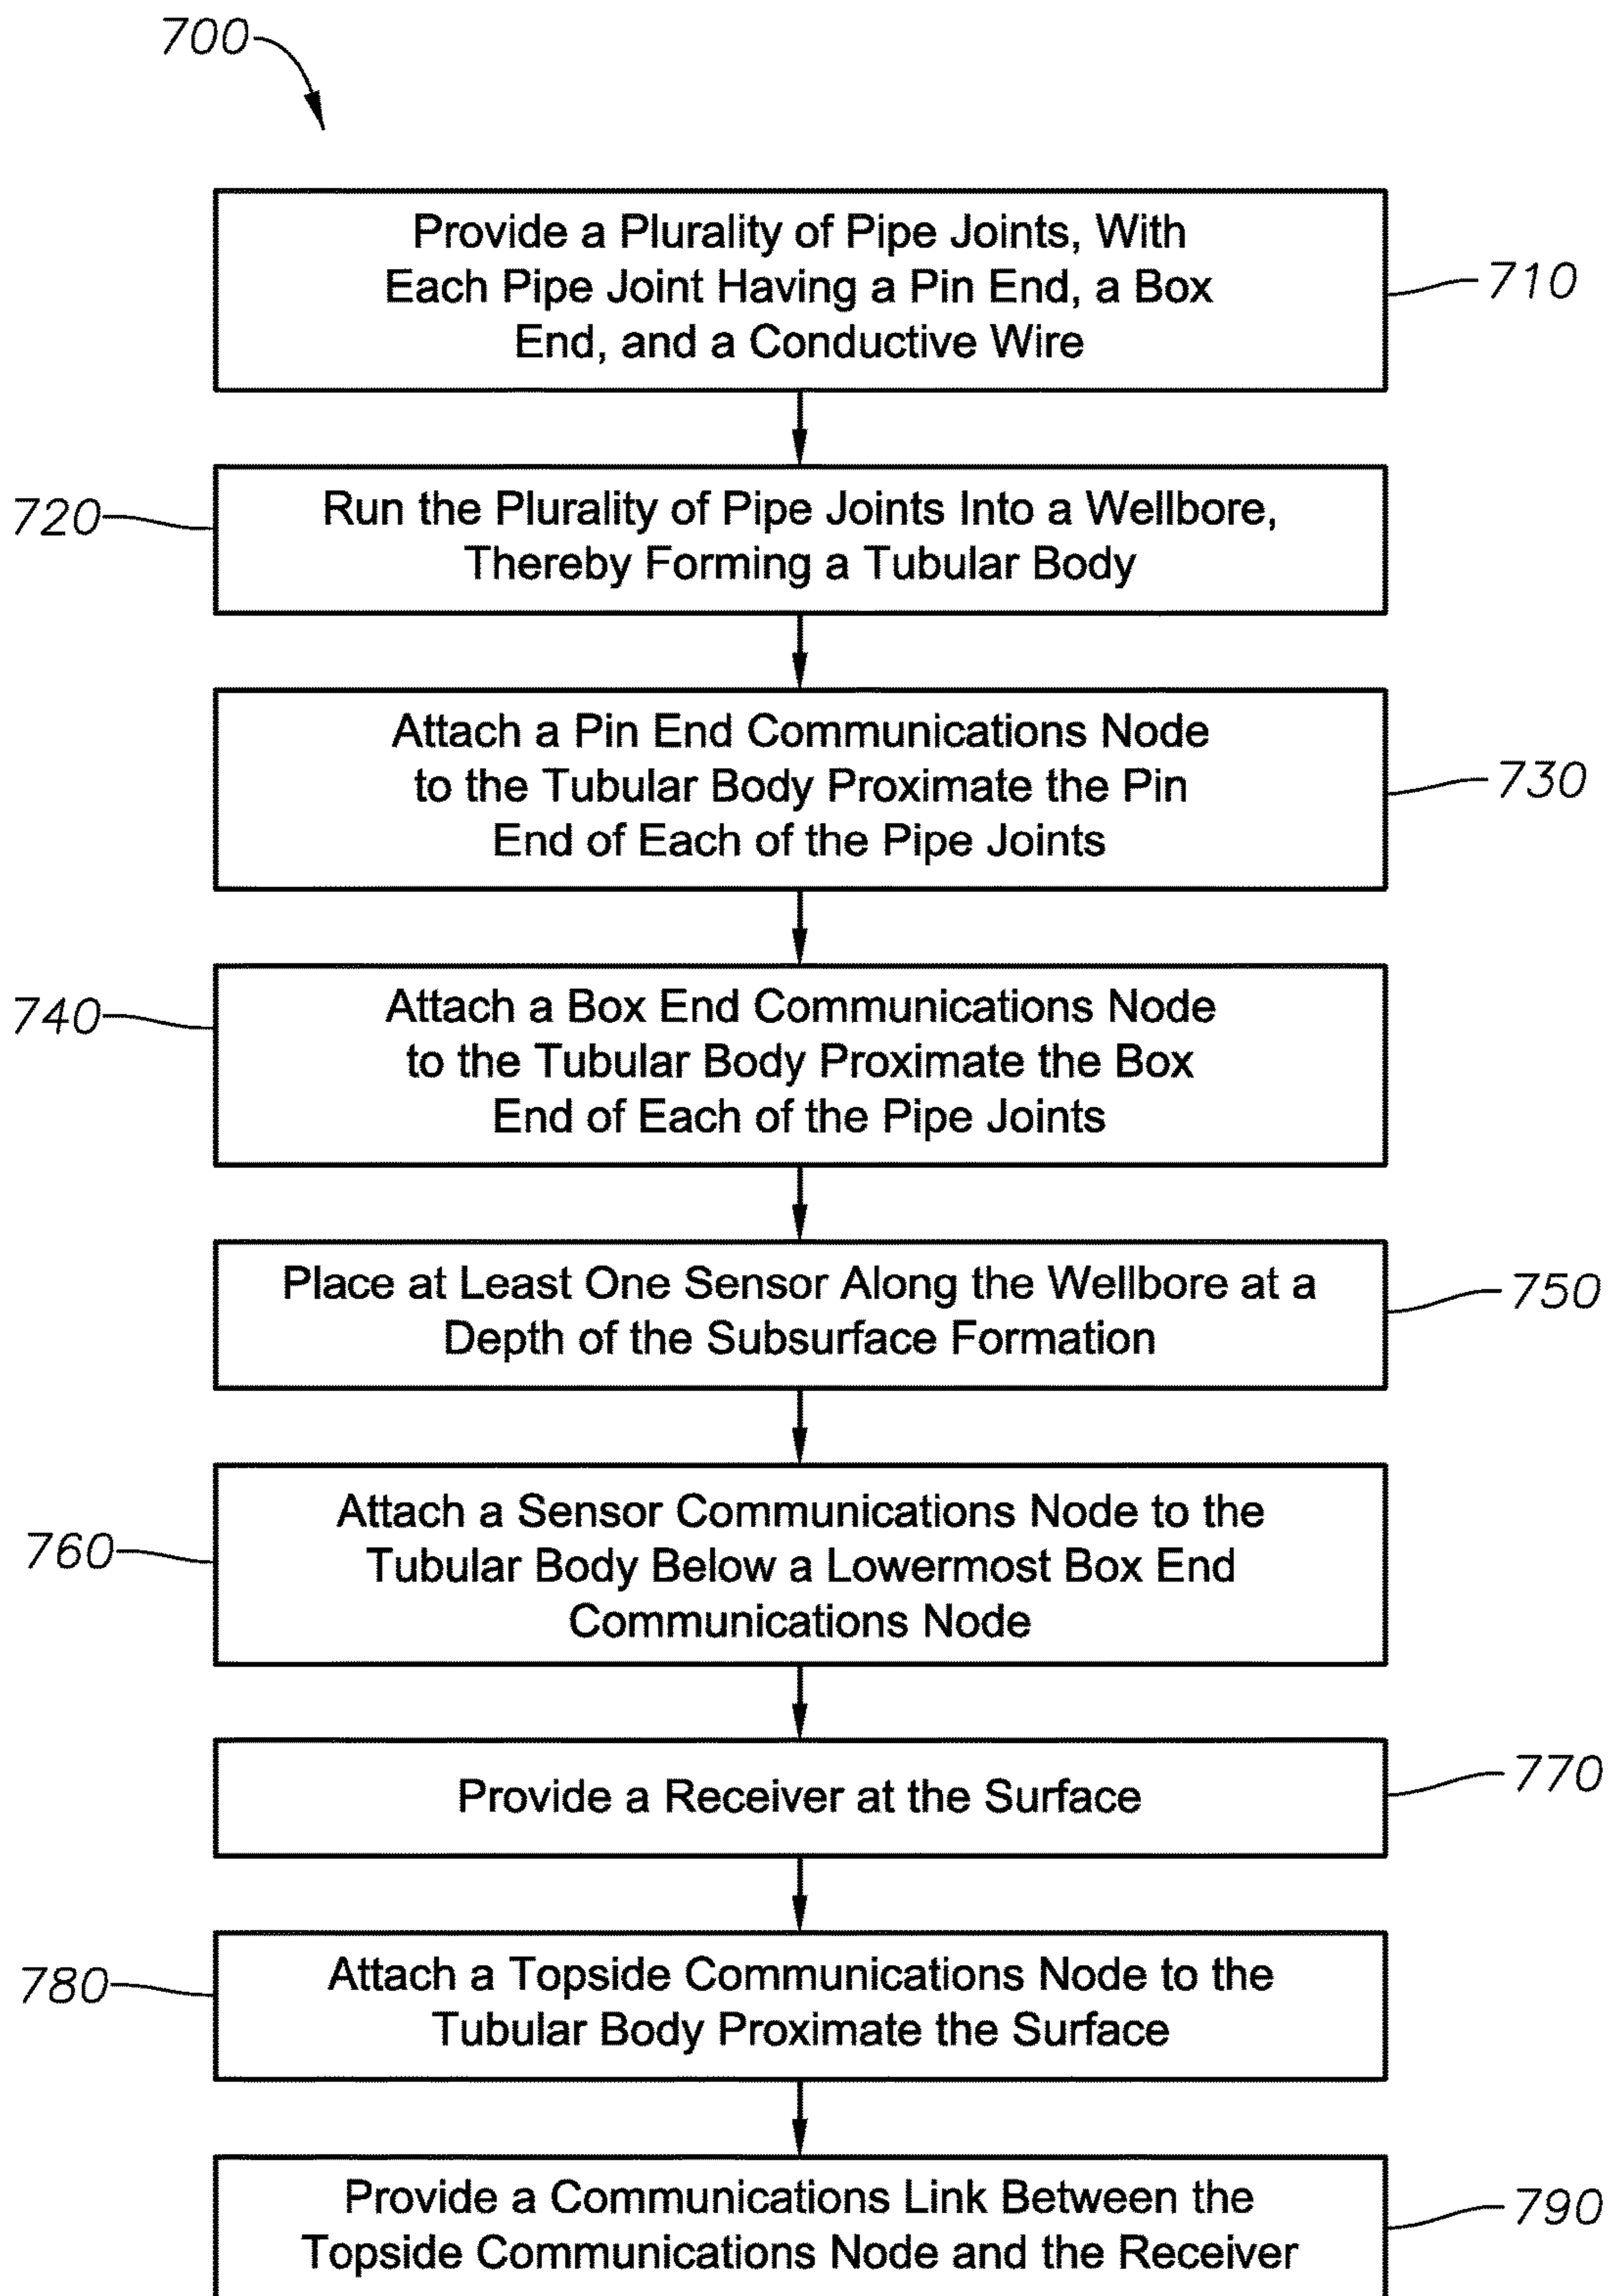 700
Provide a Plurality of Pipe Joints, With
Each Pipe Joint Having a Pin End, a Box
End, and a Conductive Wire
710
720
Run the Plurality of Pipe Joints Into a Wellbore,
Thereby Forming a Tubular Body
Attach a Pin End Communications Node
to the Tubular Body Proximate the Pin
End of Each of the Pipe Joints
730
740
Attach a Box End Communications Node
to the Tubular Body Proximate the Box
End of Each of the Pipe Joints
Place at Least One Sensor Along the Wellbore at a
Depth of the Subsurface Formation
750
760
Attach a Sensor Communications Node to the
Tubular Body Below a Lowermost Box End
Communications Node
Provide a Receiver at the Surface
770
780
Attach a Topside Communications Node to the
Tubular Body Proximate the Surface
Provide a Communications Link Between the
Topside Communications Node and the Receiver
790